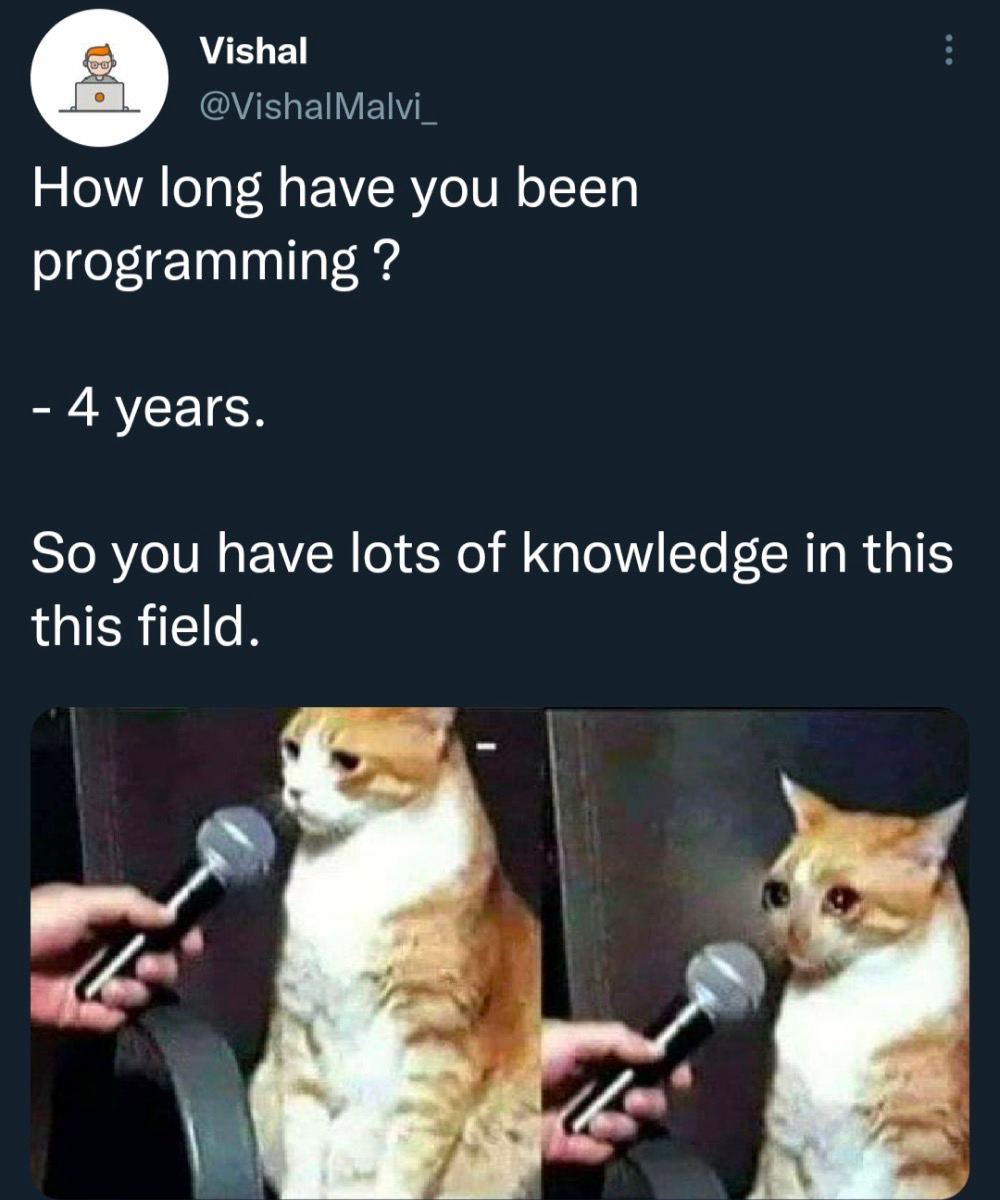 Vishal
@VishalMalvi_
How long have you been
programming ?
- 4 years.
So you have lots of knowledge in this
this field.
-